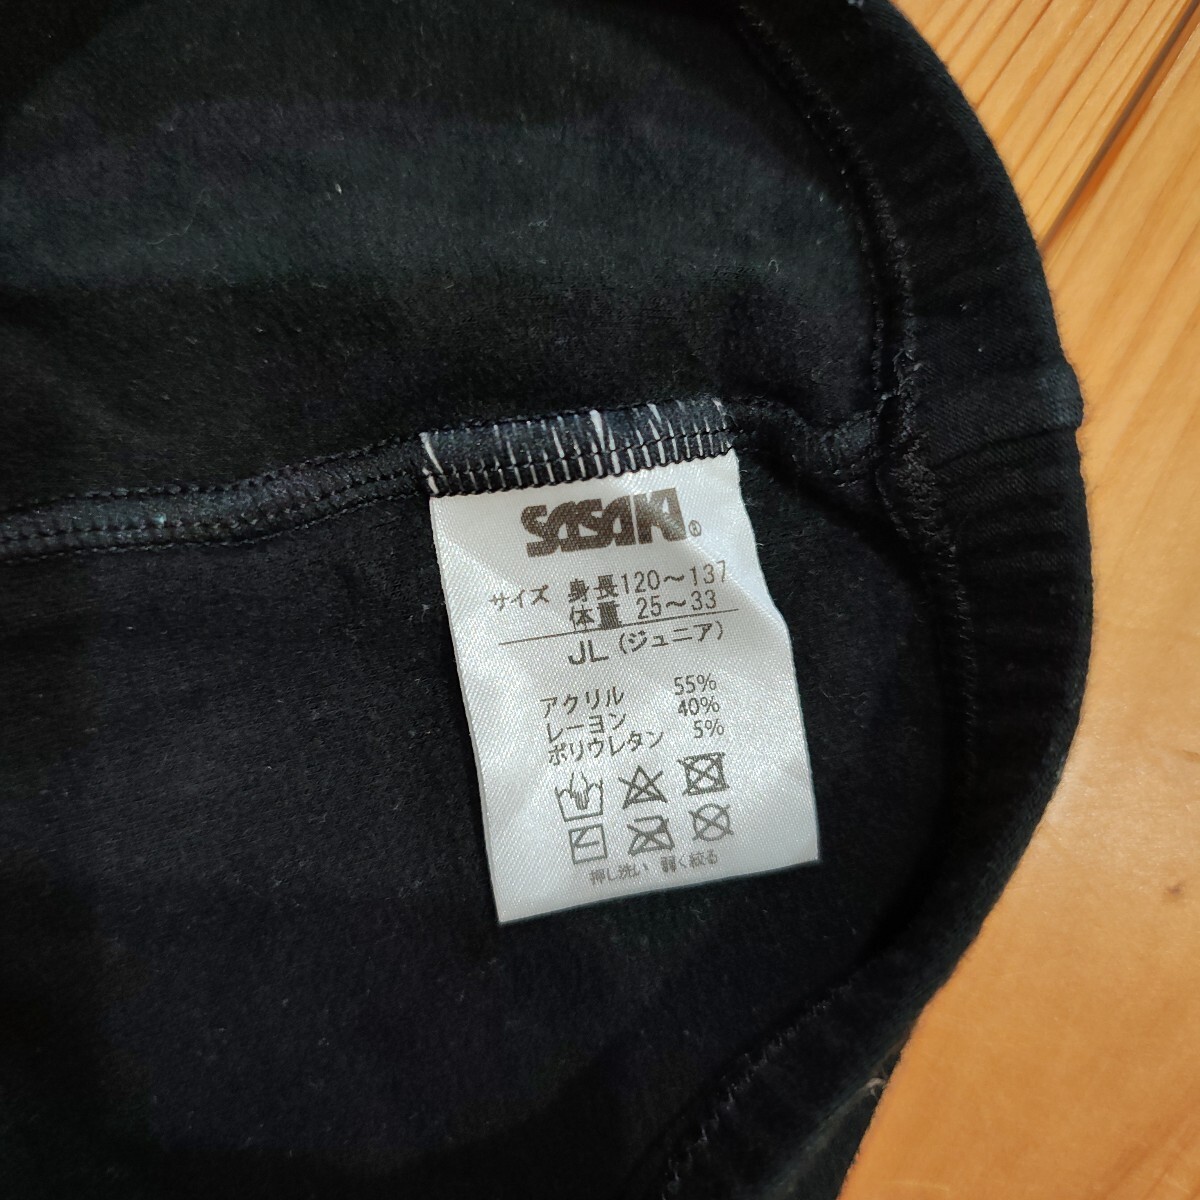 SASAKI®
サイズ 身長120～137
体重 25～33
JL (ジュニア)
アクリル 55%
レーヨン 40%
ポリウレタン 5%
押し洗い 弱く絞る